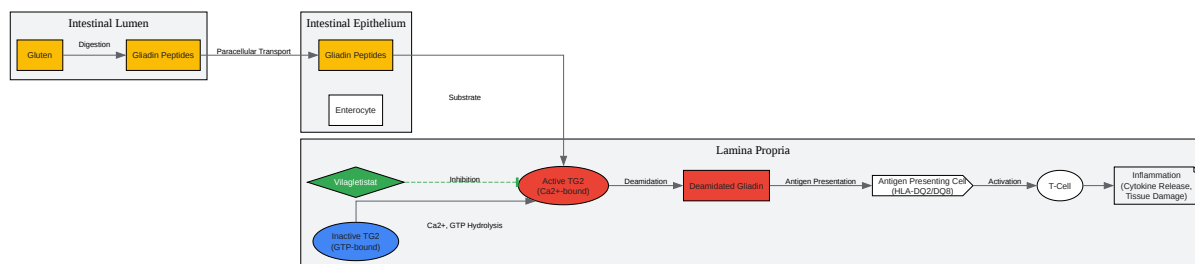 Intestinal Lumen
Gluten
Digestion
Gliadin Peptides
Paracellular Transport
Intestinal Epithelium
Gliadin Peptides
Enterocyte
Substrate
Lamina Propria
Vilagletistat
Inhibition
Active TG2
(Ca2+-bound)
Deamidation
Deamidated Gliadin
Antigen Presentation
Antigen Presenting Cell
(HLA-DQ2/DQ8)
Activation
T-Cell
Inflammation
(Cytokine Release,
Tissue Damage)
Ca2+, GTP Hydrolysis
Inactive TG2
(GTP-bound)